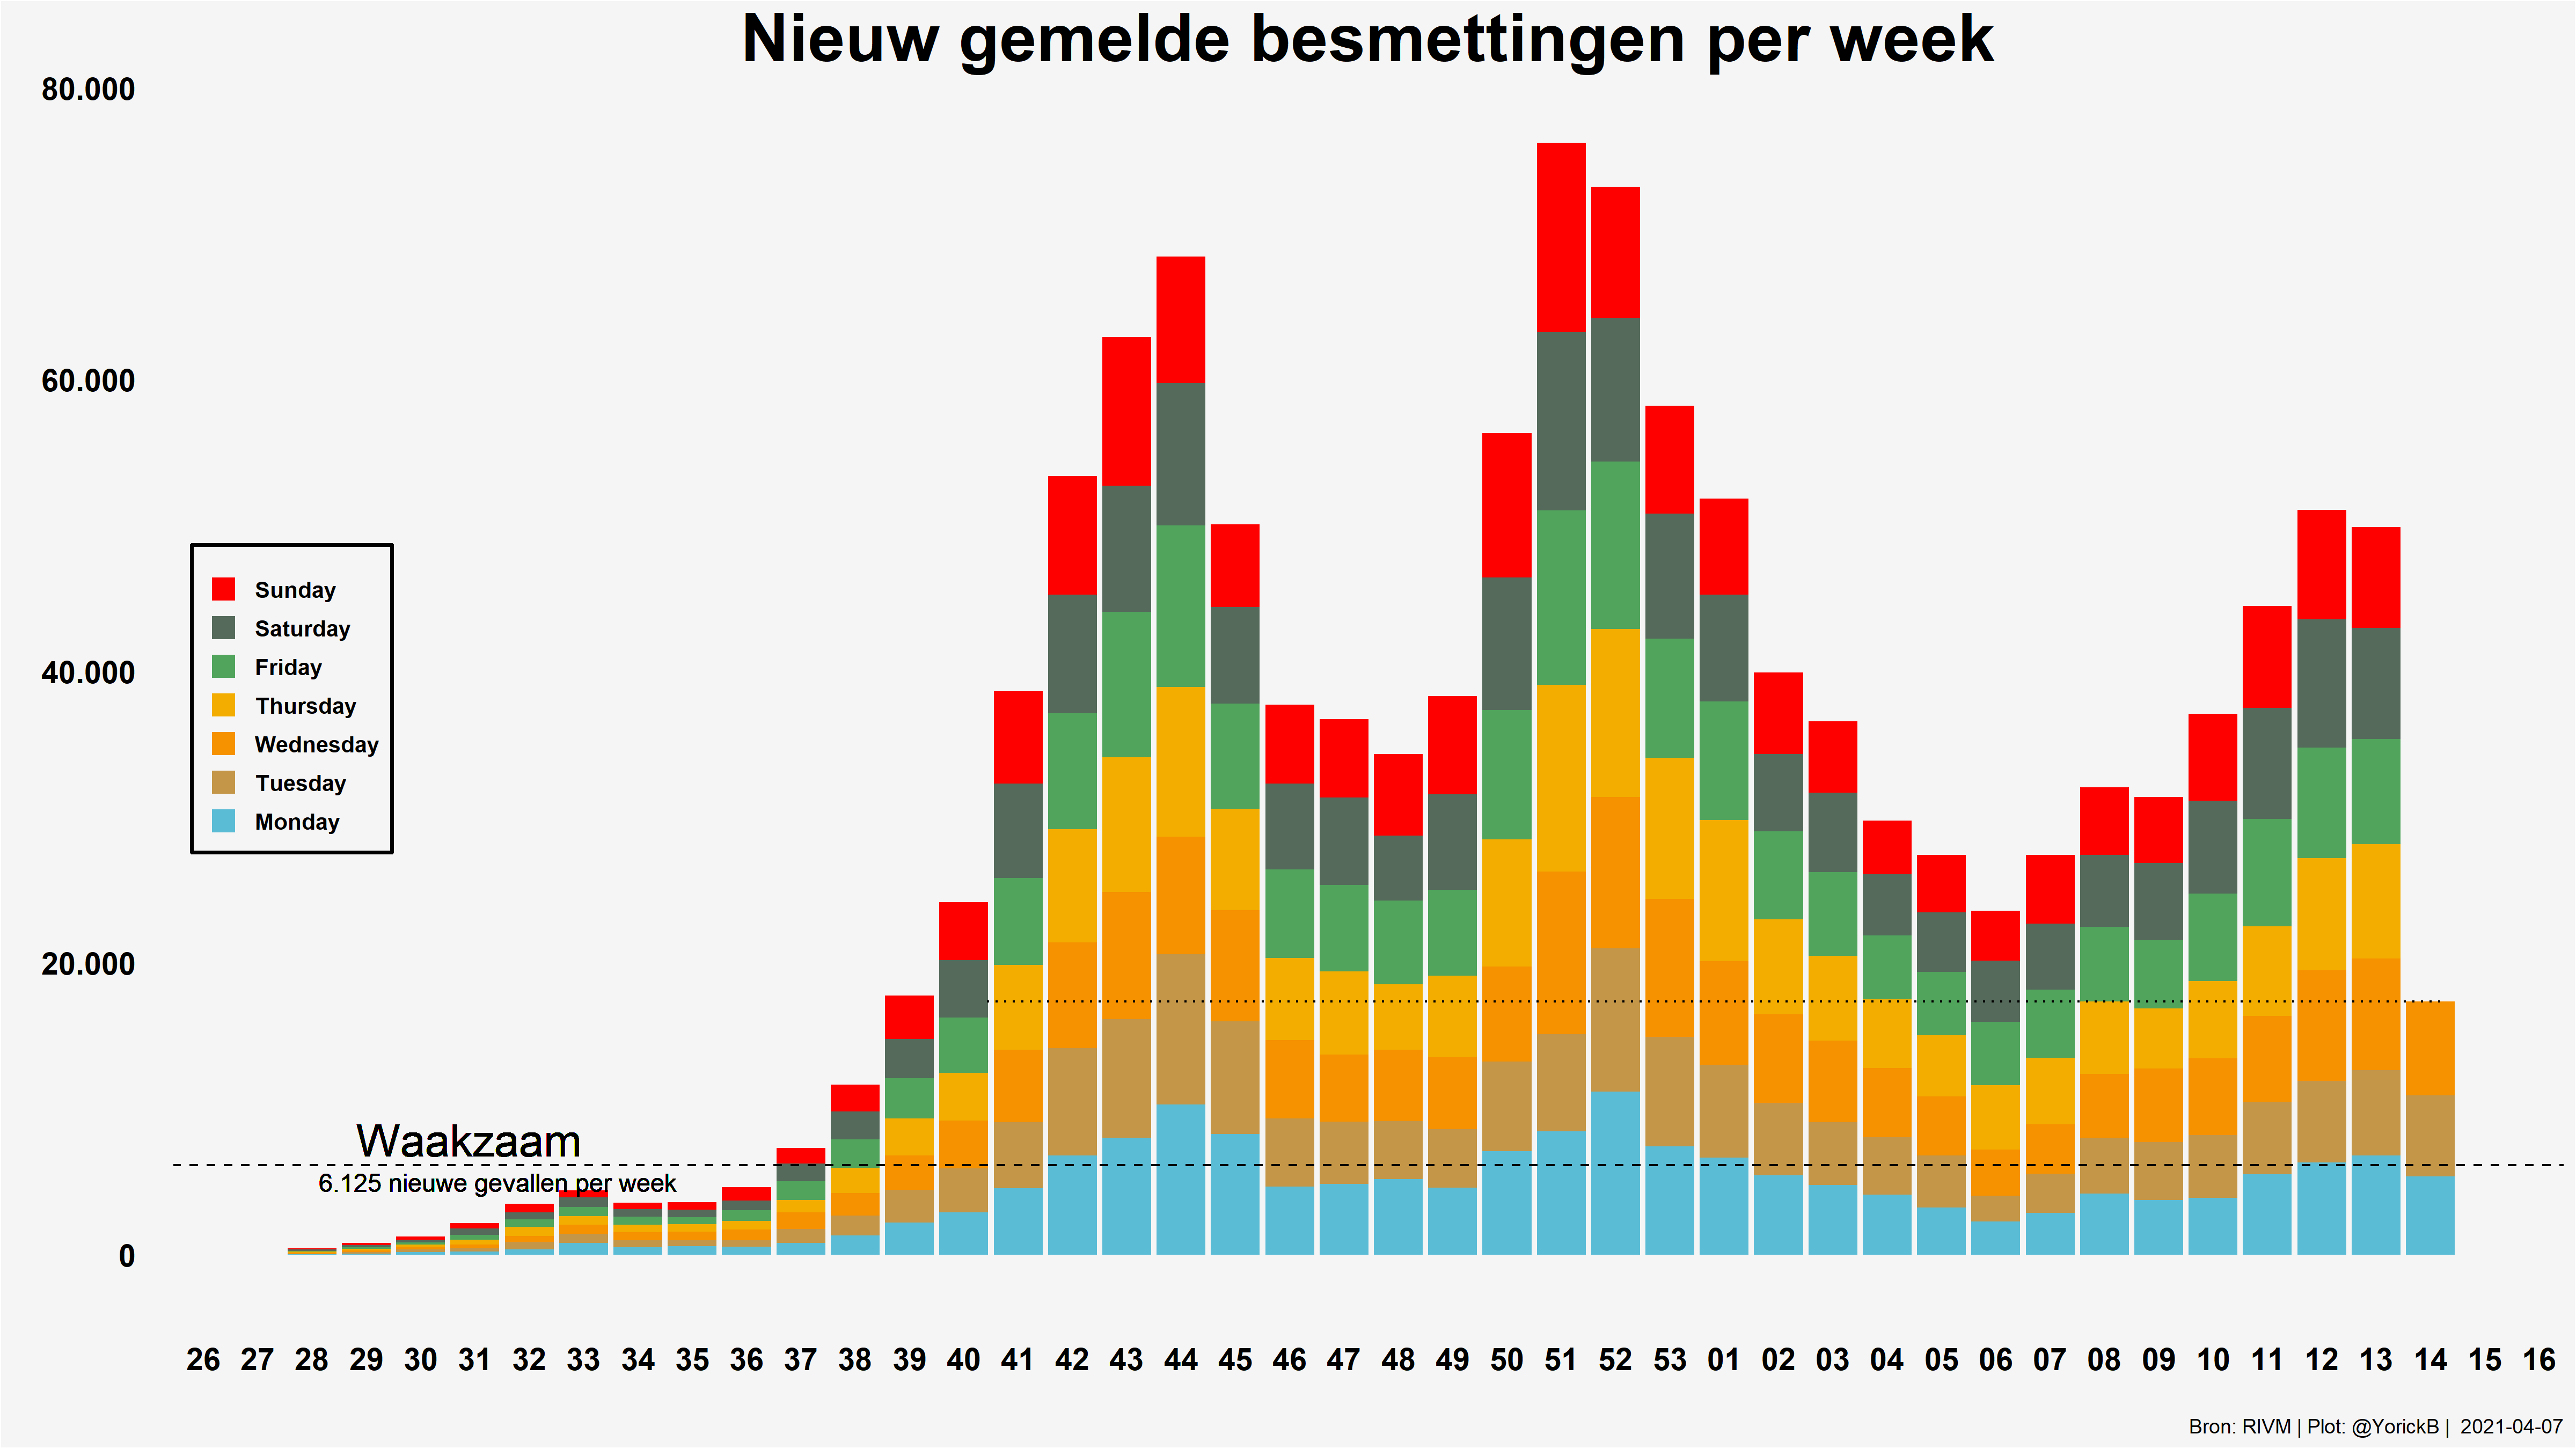 Nieuw gemelde besmettingen per week
80.000
60.000
40.000
20.000
0
Sunday
Saturday
Friday
Thursday
Wednesday
Tuesday
Monday
Waakzaam
6.125 nieuwe gevallen per week
26 27 28 29 30 31 32 33 34 35 36 37 38 39 40 41 42 43 44 45 46 47 48 49 50 51 52 53 01 02 03 04 05 06 07 08 09 10 11 12 13 14 15 16
Bron: RIVM | Plot: @YorickB | 2021-04-07